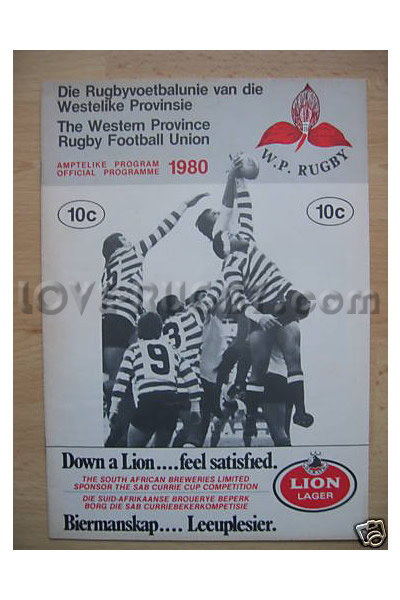 Die Rugbyvoetbalunie van die
Westelike Provinsie
The Western Province
Rugby Football Union
AMPTELIKE PROGRAM
OFFICIAL PROGRAMME 1980
W.P. RUGBY
10c
10c
LOVERUGBY.com
3
9
Down a Lion....feel satisfied.
THE SOUTH AFRICAN BREWERIES LIMITED
SPONSOR THE SAB CURRIE CUP COMPETITION
DIE SUID-AFRIKAANSE BROUERYE BEPERK
BORG DIE SAB CURRIEBEKERKOMPETISIE
Biermanskap.... Leeuplesier.
LION
LAGER